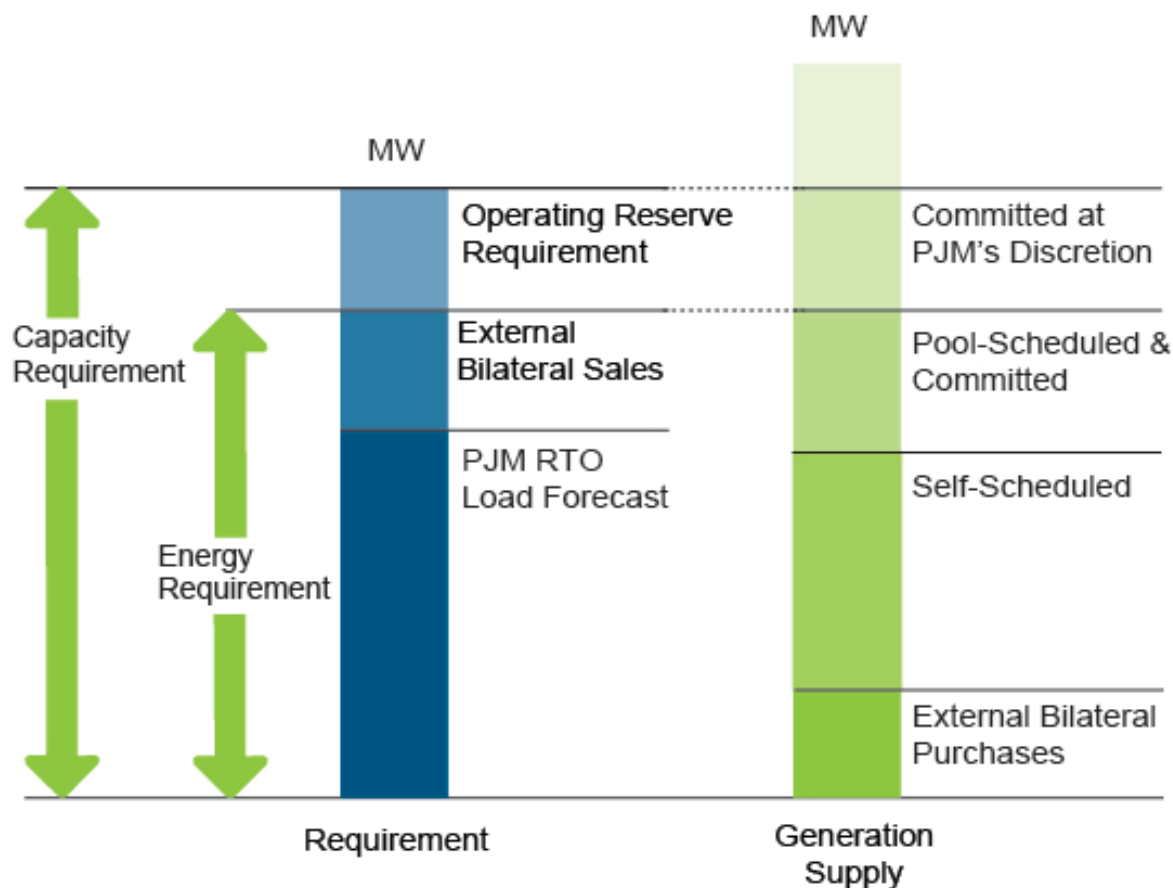 MW
MW
Operating Reserve
Requirement
Committed at
PJM's Discretion
Capacity
Requirement
External
Bilateral Sales
Pool-Scheduled &
Committed
PJM RTO
Load Forecast
Self-Scheduled
Energy
Requirement
External Bilateral
Purchases
Requirement
Generation
Supply